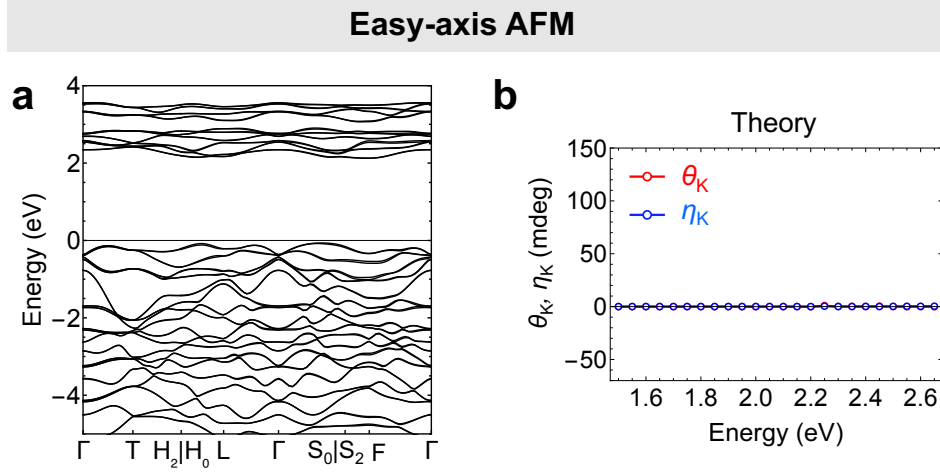 Easy-axis AFM
a
Energy (eV)
4
2
0
−2
−4
Γ T H₂|H₀ L Γ S₀|S₂ F Γ
b
Theory
θK, ηK (mdeg)
150
100
50
0
−50
θK
ηK
1.6 1.8 2.0 2.2 2.4 2.6
Energy (eV)